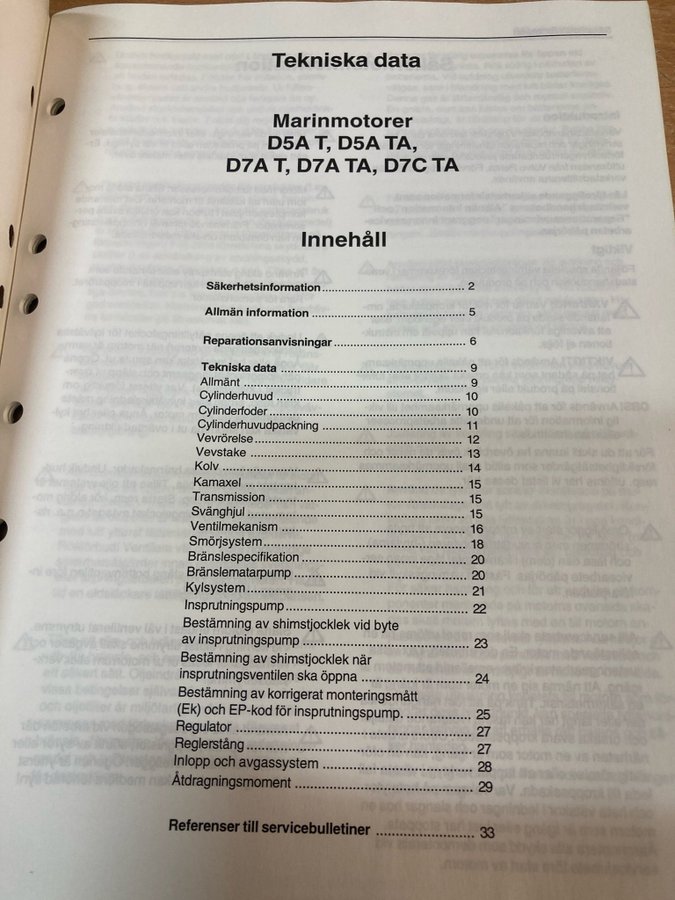 Tekniska data
Marinmotorer
D5A T, D5A TA,
D7A T, D7A TA, D7C TA
Innehåll
Säkerhetsinformation ........ 2
Allmän information ........ 5
Reparationsanvisningar ........ 6
Tekniska data ........ 9
Allmänt ........ 9
Cylinderhuvud ........ 10
Cylinderfoder ........ 10
Cylinderhuvudpackning ........ 11
Vevrörelse ........ 12
Vevstake ........ 13
Kolv ........ 14
Kamaxel ........ 15
Transmission ........ 15
Svänghjul ........ 15
Ventilmekanism ........ 16
Smörjsystem ........ 18
Bränslespecifikation ........ 20
Bränslematarpump ........ 20
Kylsystem ........ 21
Insprutningspump ........ 22
Bestämning av shimstjocklek vid byte
av insprutningspump ........ 23
Bestämning av shimstjocklek när
insprutningsventilen ska öppna ........ 24
Bestämning av korrigerat monteringsmått
(Ek) och EP-kod för insprutningspump. ........ 25
Regulator ........ 27
Reglerstång ........ 27
Inlopp och avgassystem ........ 28
Åtdragningsmoment ........ 29
Referenser till servicebulletiner ........ 33